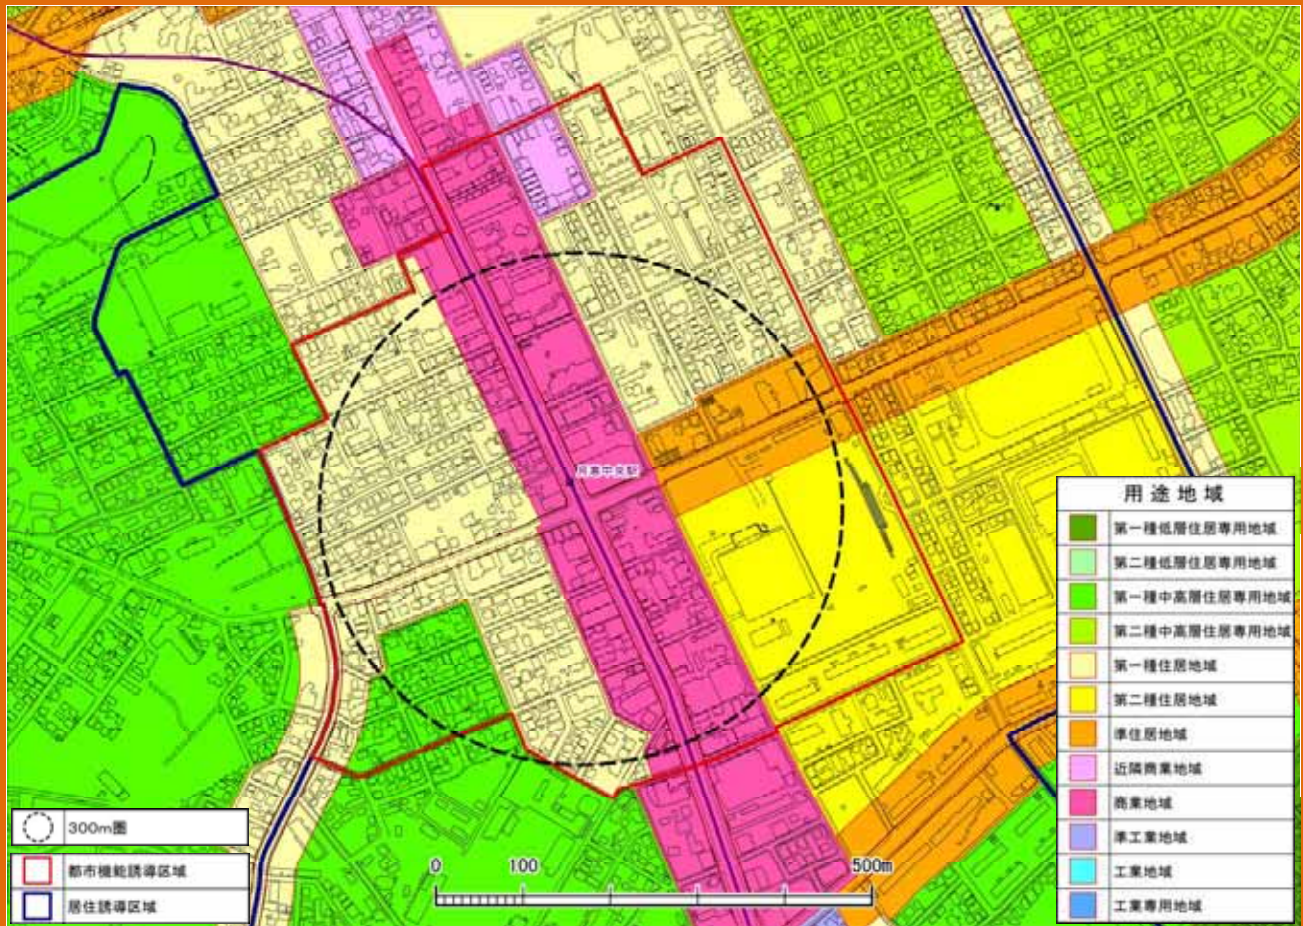 月寒中央駅
用途地域
第一種低層住居専用地域
第二種低層住居専用地域
第一種中高層住居専用地域
第二種中高層住居専用地域
第一種住居地域
第二種住居地域
準住居地域
近隣商業地域
商業地域
準工業地域
工業地域
工業専用地域
300m圏
都市機能誘導区域
居住誘導区域
0 100 500m